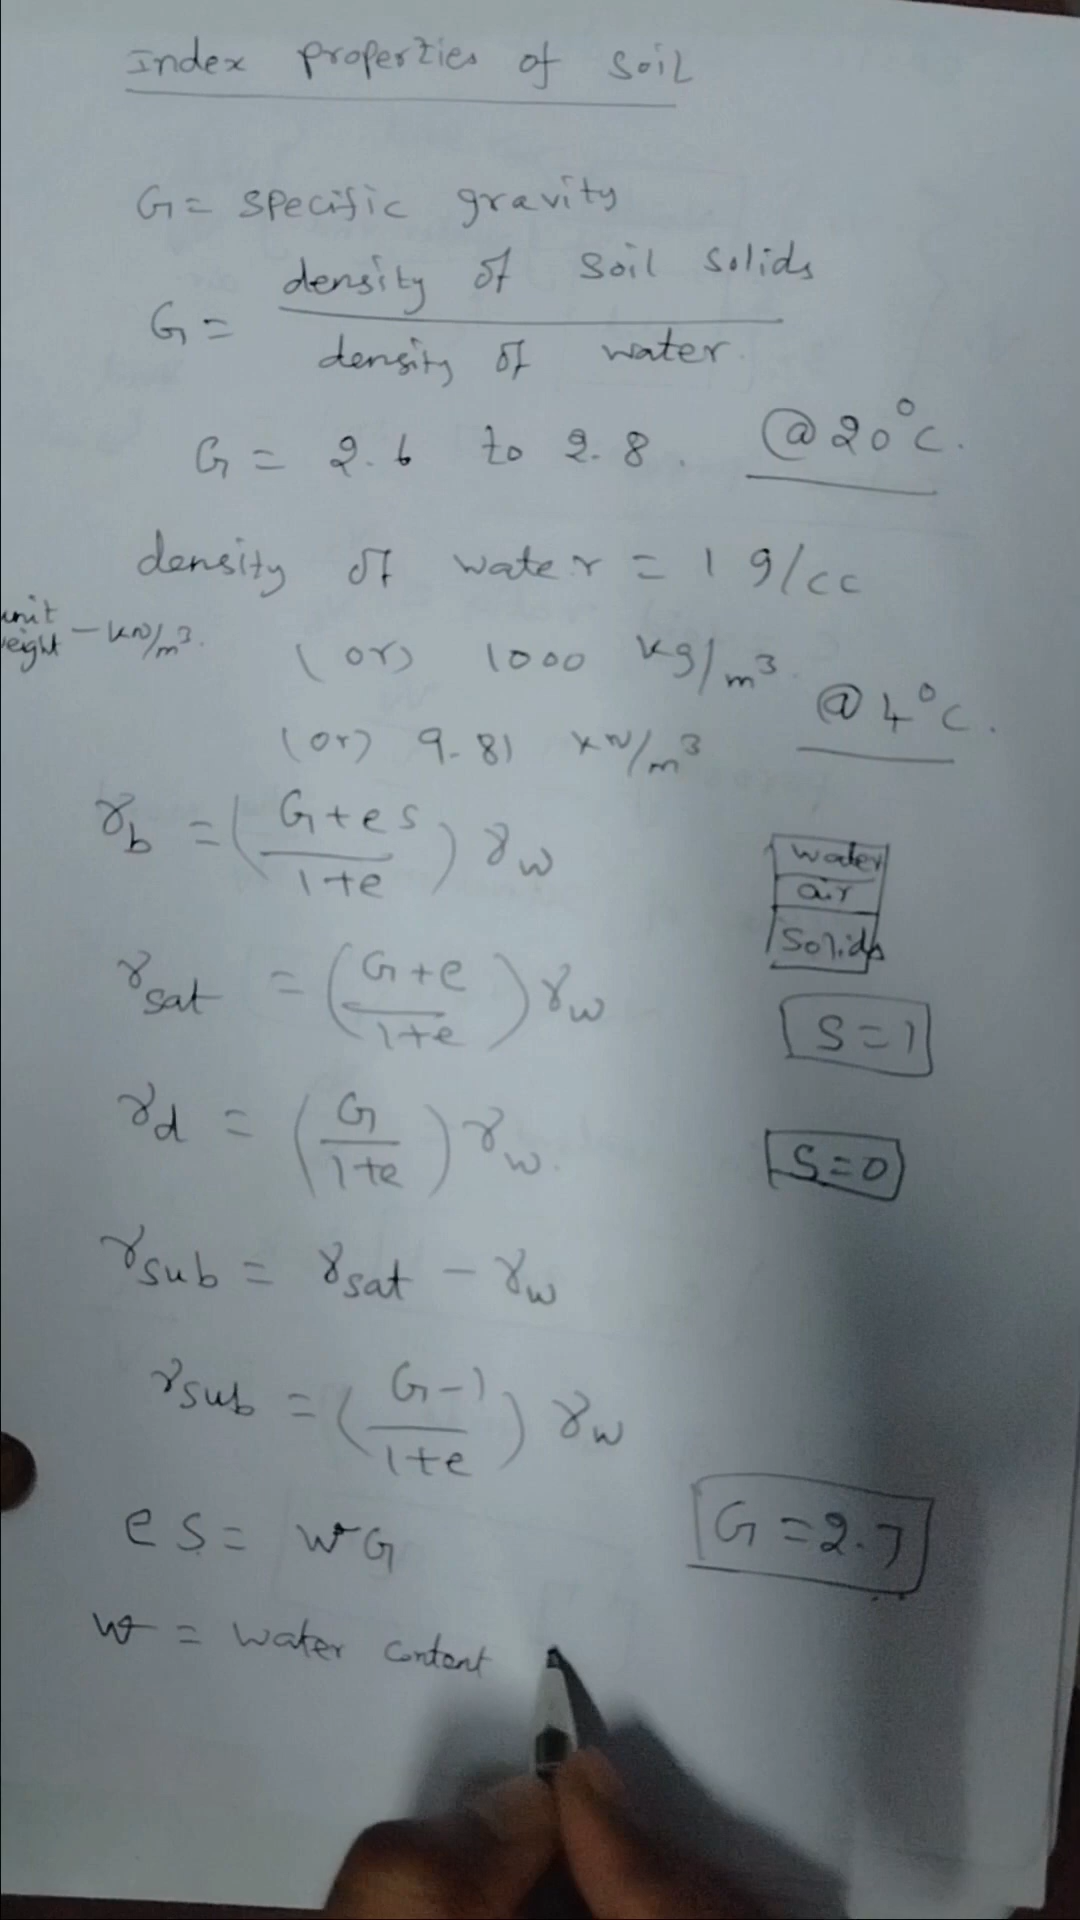 Index properties of soil
G = specific gravity
G = density of soil solids / density of water
G = 2.6 to 2.8. @ 20°C.
density of water = 1 g/cc
unit
eight - kN/m³.
(or) 1000 kg/m³
@ 4°C.
(or) 9.81 kN/m³
γb = (G+es / 1+e) γw
water
air
solids
γsat = (G+e / 1+e) γw
S=1
γd = (G / 1+e) γw.
S=0
γsub = γsat - γw
γsub = (G-1 / 1+e) γw
es = wG
G=2.7
w = water content